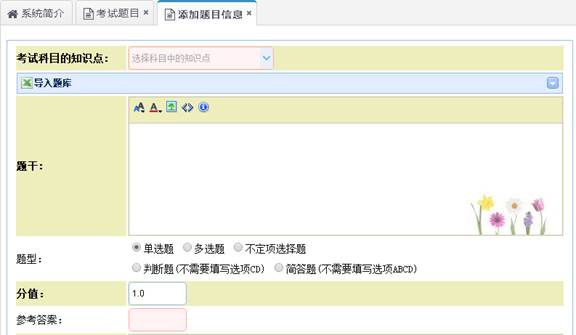 系统简介 考试题目 × 添加题目信息 ×
考试科目的知识点： 选择科目中的知识点
导入题库
题干：
题型： 单选题 多选题 不定项选择题
判断题(不需要填写选项CD) 简答题(不需要填写选项ABCD)
分值： 1.0
参考答案：